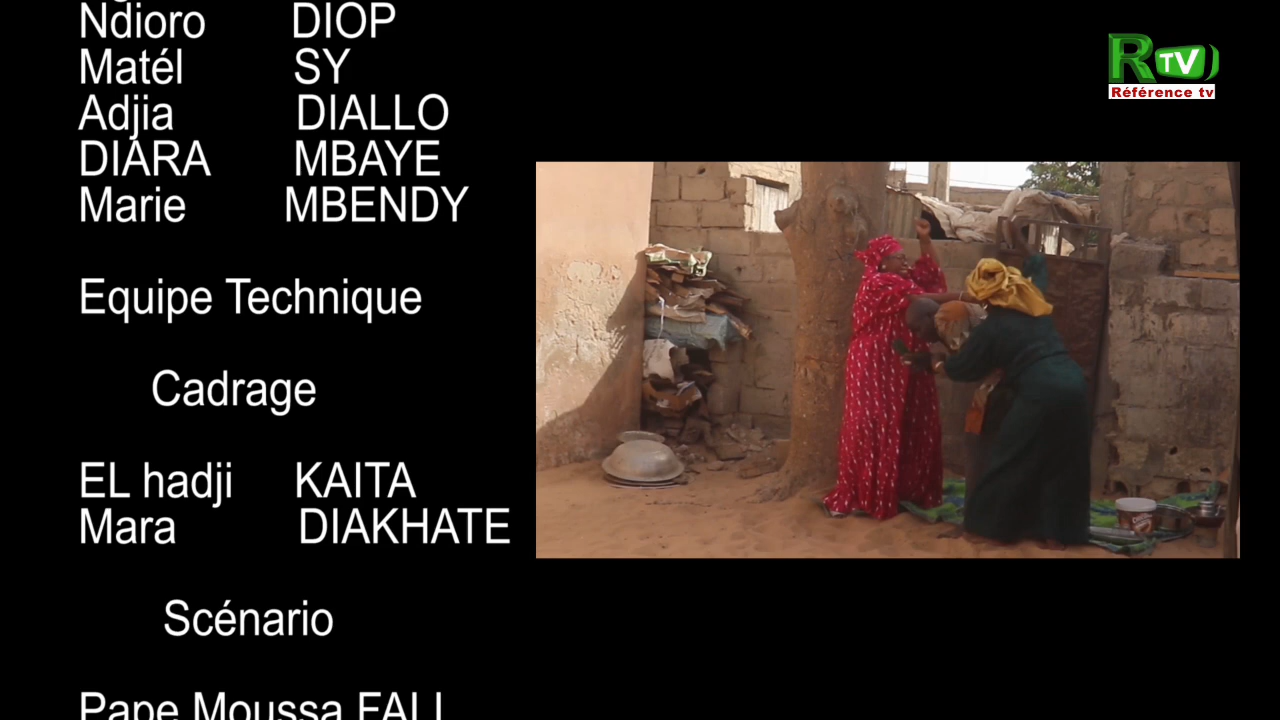 Ndioro DIOP
Matél SY
Adjia DIALLO
DIARA MBAYE
Marie MBENDY
Equipe Technique
Cadrage
EL hadji KAITA
Mara DIAKHATE
Scénario
Pape Moussa FALL
RTV
Référence tv